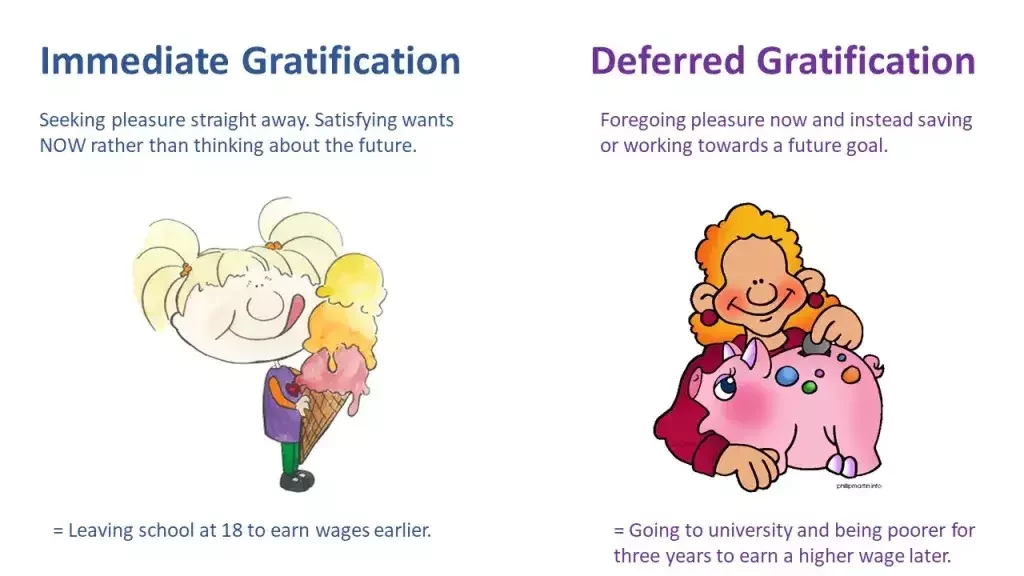 Immediate Gratification
Seeking pleasure straight away. Satisfying wants
NOW rather than thinking about the future.
= Leaving school at 18 to earn wages earlier.
Deferred Gratification
Foregoing pleasure now and instead saving
or working towards a future goal.
philipmartin.info
= Going to university and being poorer for
three years to earn a higher wage later.